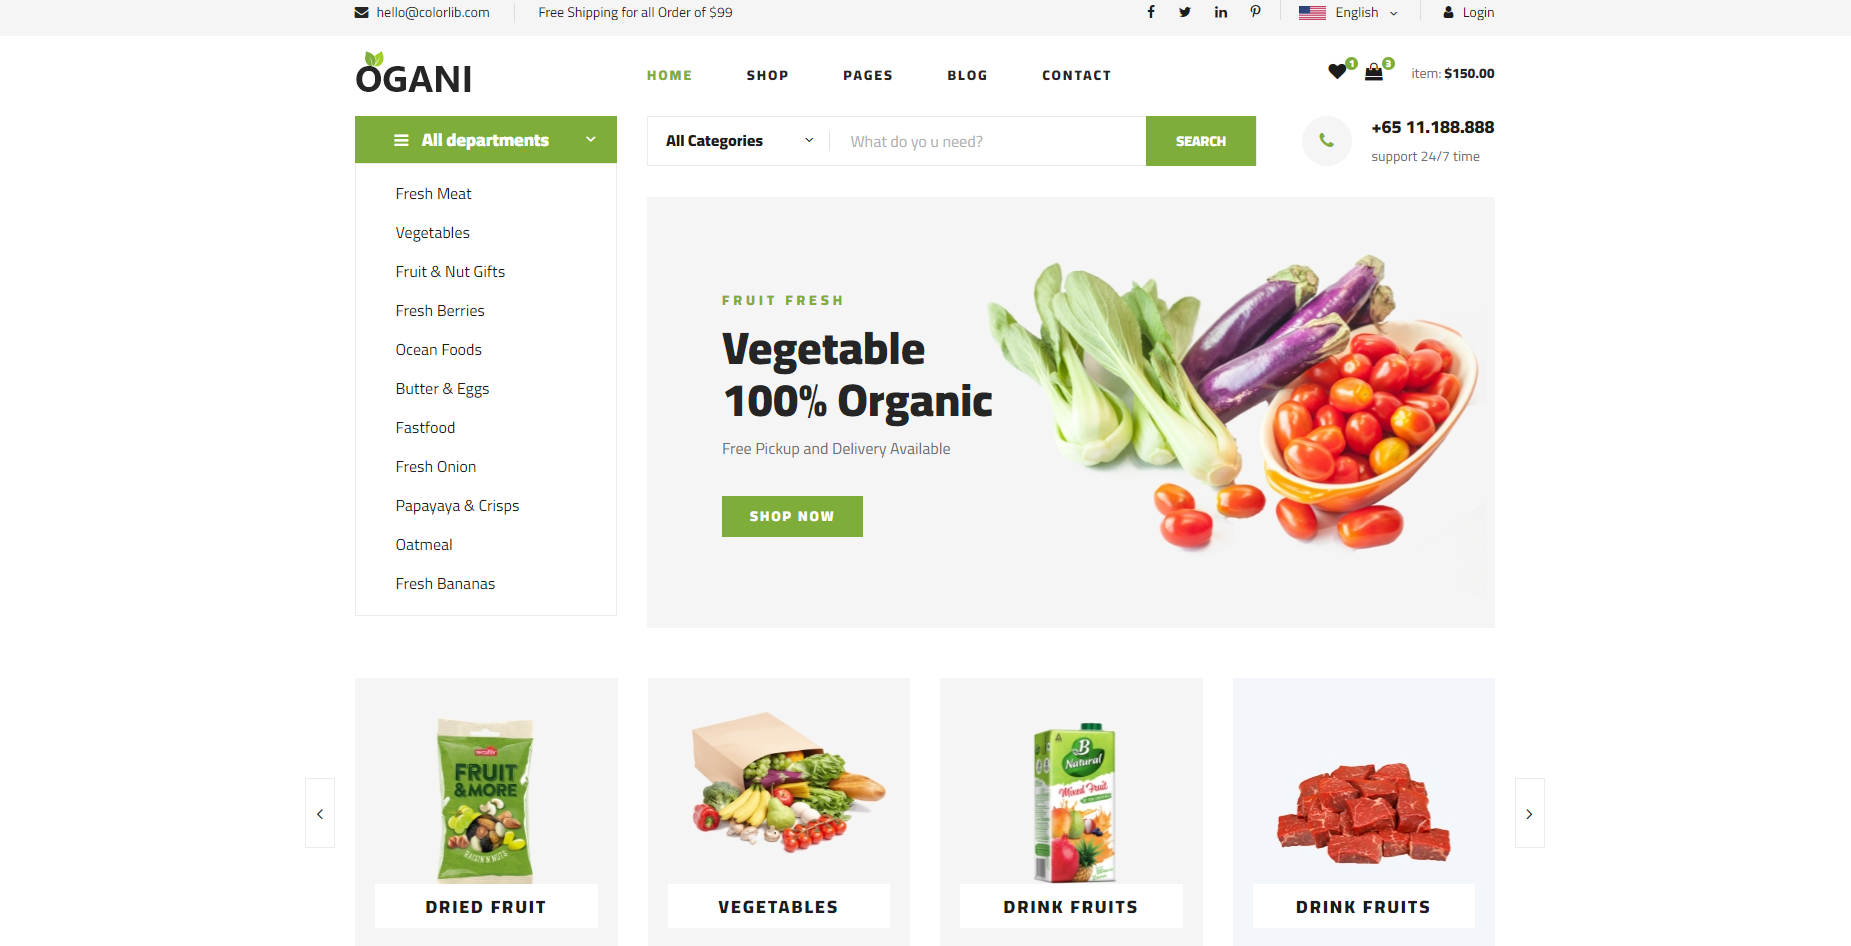 hello@colorlib.com
Free Shipping for all Order of $99
English
Login
OGANI
HOME
SHOP
PAGES
BLOG
CONTACT
1
3
item: $150.00
All departments
All Categories
What do yo u need?
SEARCH
+65 11.188.888
support 24/7 time
Fresh Meat
Vegetables
Fruit & Nut Gifts
Fresh Berries
Ocean Foods
Butter & Eggs
Fastfood
Fresh Onion
Papayaya & Crisps
Oatmeal
Fresh Bananas
FRUIT FRESH
Vegetable
100% Organic
Free Pickup and Delivery Available
SHOP NOW
FRUIT
&MORE
RAISIN N NUTS
DRIED FRUIT
VEGETABLES
B
Natural
Mixed Fruit
DRINK FRUITS
DRINK FRUITS